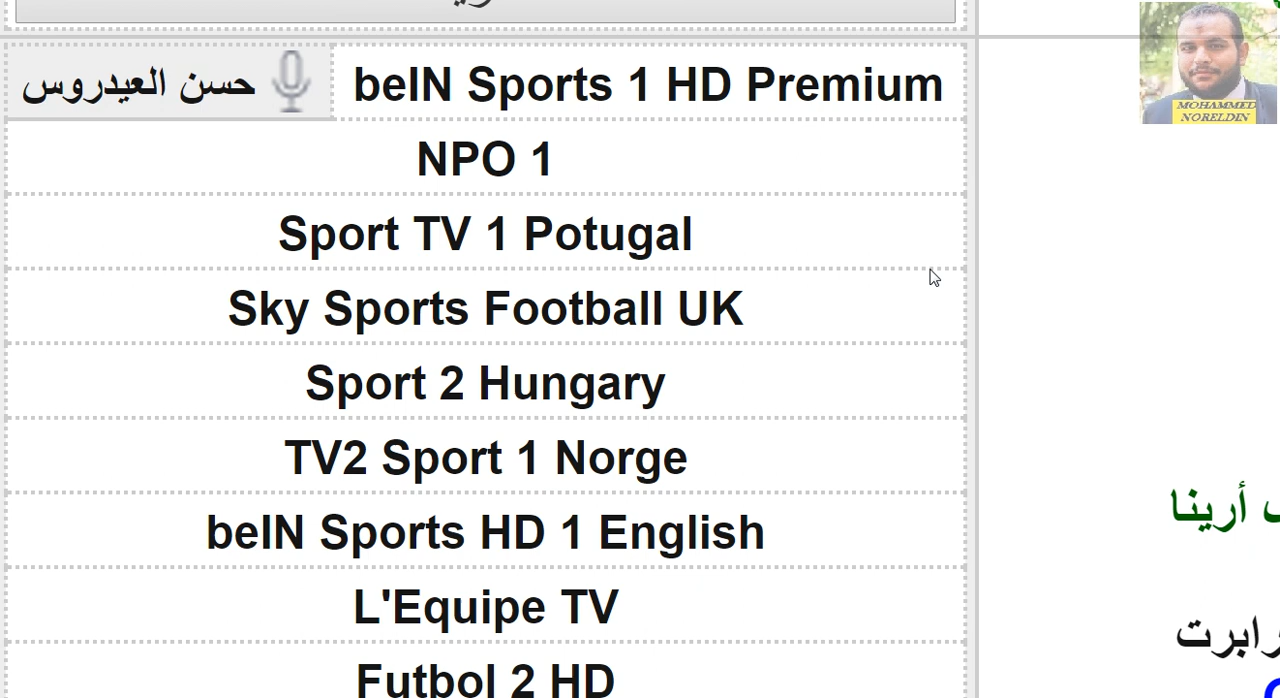 beIN Sports 1 HD Premium
حسن العيدروس
MOHAMMED
NORELDIN
NPO 1
Sport TV 1 Potugal
Sky Sports Football UK
Sport 2 Hungary
TV2 Sport 1 Norge
beIN Sports HD 1 English
أرينا
L'Equipe TV
Futbol 2 HD